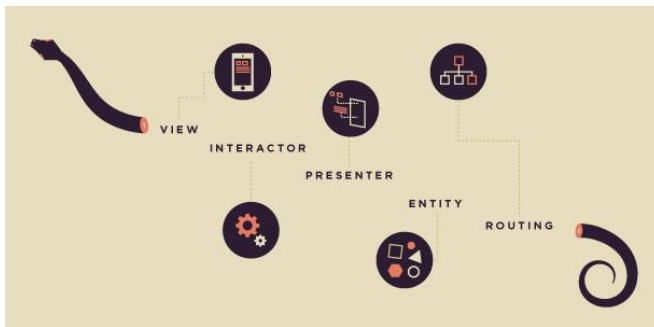 VIEW
INTERACTOR
PRESENTER
ENTITY
ROUTING